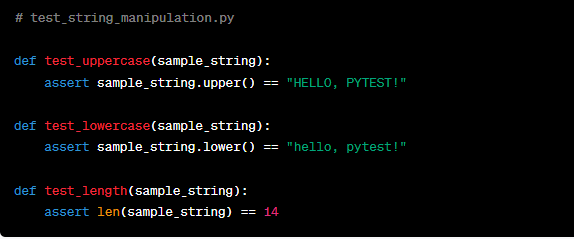 # test_string_manipulation.py
def test_uppercase(sample_string):
    assert sample_string.upper() == "HELLO, PYTEST!"
def test_lowercase(sample_string):
    assert sample_string.lower() == "hello, pytest!"
def test_length(sample_string):
    assert len(sample_string) == 14